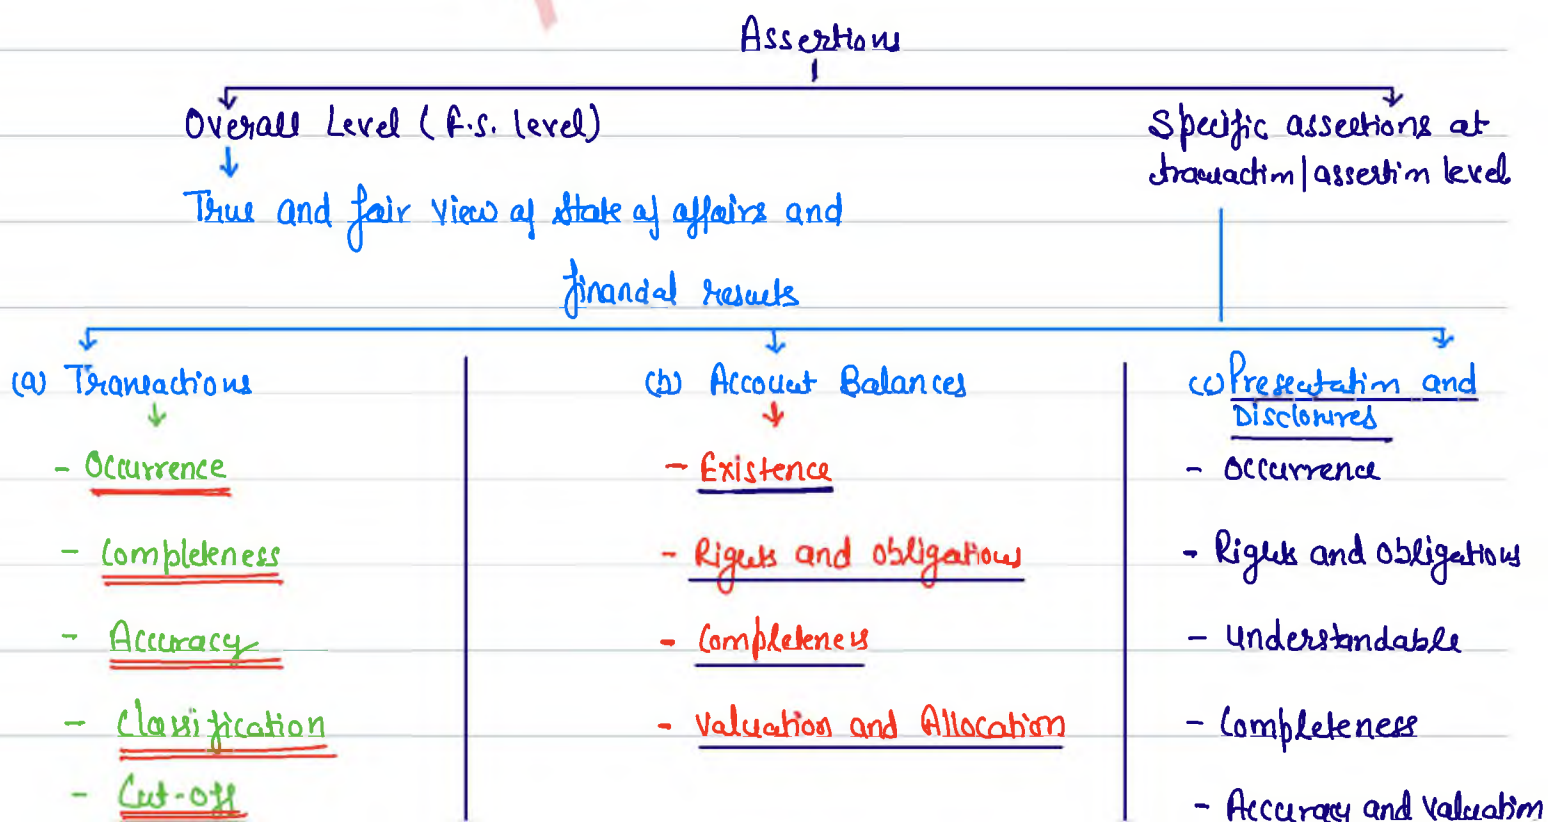 Assertions
Overall Level (f.s. level)
Specific assertions at
transaction/assertion level
True and fair view of state of affairs and
financial results
(a) Transactions
- Occurrence
- Completeness
- Accuracy
- Classification
- Cut-off
(b) Account Balances
- Existence
- Rights and obligations
- Completeness
- Valuation and Allocation
(c) Presentation and
Disclosures
- Occurrence
- Rights and obligations
- Understandable
- Completeness
- Accuracy and valuation